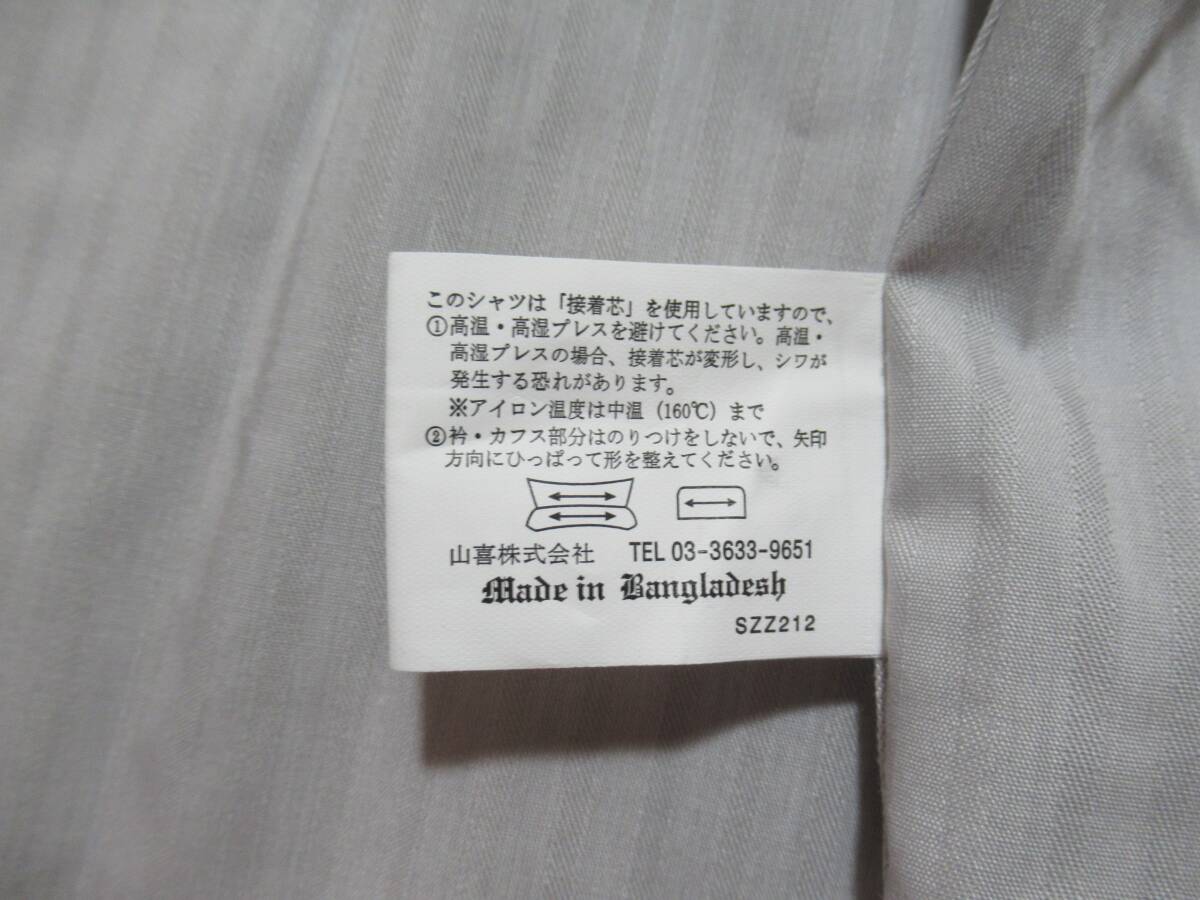 このシャツは「接着芯」を使用していますので、
①高温・高湿プレスを避けてください。高温・
高湿プレスの場合、接着芯が変形し、シワが
発生する恐れがあります。
※アイロン温度は中温（160℃）まで
②衿・カフス部分はのりつけをしないで、矢印
方向にひっぱって形を整えてください。
山喜株式会社 TEL 03-3633-9651
Made in Bangladesh
SZZ212